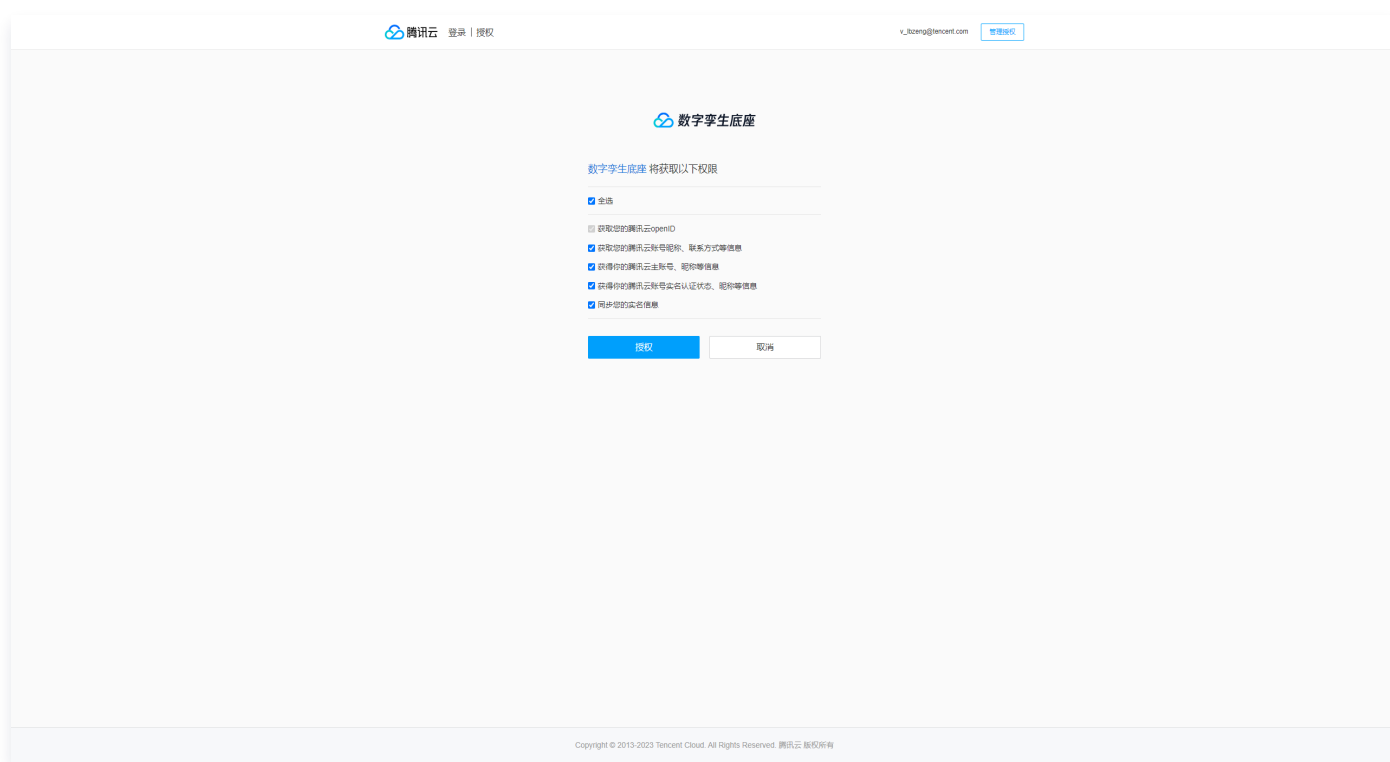 腾讯云 登录 | 授权 v_lbzeng@tencent.com 管理授权
数字孪生底座
数字孪生底座 将获取以下权限
全选
获取您的腾讯云openID
获取您的腾讯云账号昵称、联系方式等信息
获得你的腾讯云主账号、昵称等信息
获得你的腾讯云账号实名认证状态、昵称等信息
同步您的实名信息
授权 取消
Copyright © 2013-2023 Tencent Cloud. All Rights Reserved. 腾讯云 版权所有